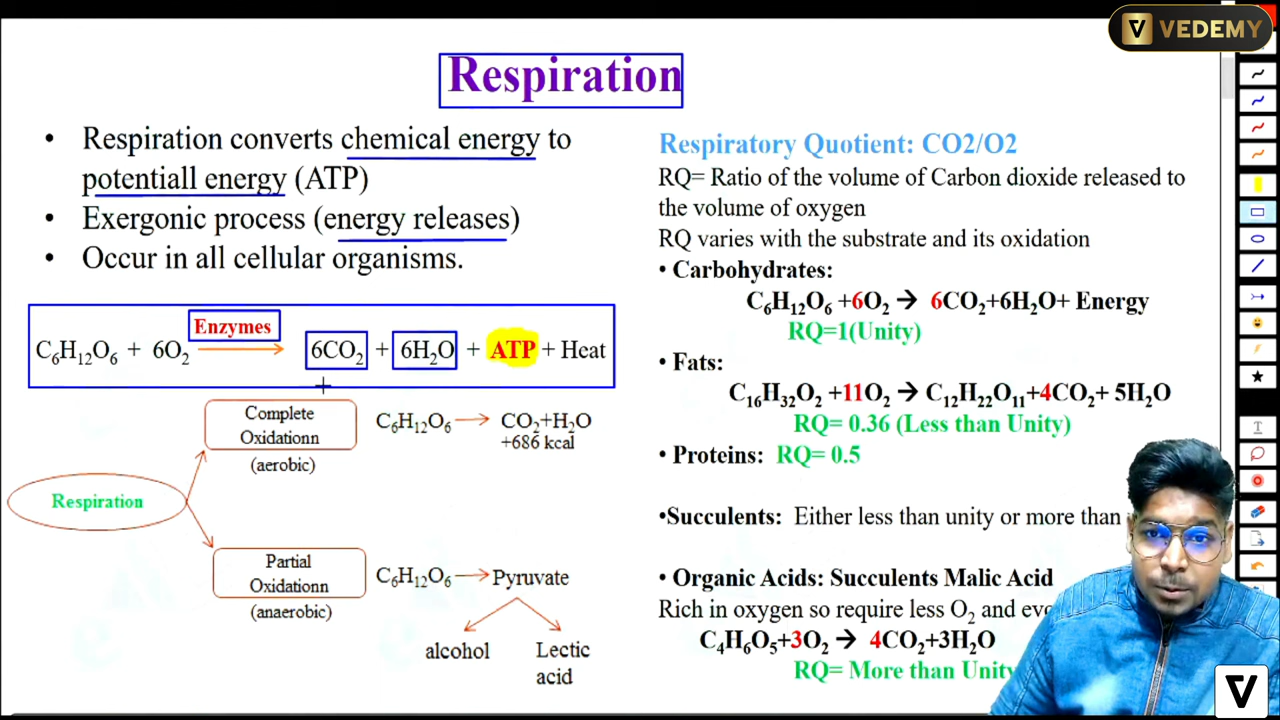 VEDEMY
Respiration
• Respiration converts chemical energy to
potentiall energy (ATP)
• Exergonic process (energy releases)
• Occur in all cellular organisms.
Enzymes
C₆H₁₂O₆ + 6O₂ → 6CO₂ + 6H₂O + ATP + Heat
Complete
Oxidationn
(aerobic)
C₆H₁₂O₆ → CO₂+H₂O
+686 kcal
Respiration
Partial
Oxidationn
(anaerobic)
C₆H₁₂O₆ → Pyruvate
alcohol
Lectic
acid
Respiratory Quotient: CO2/O2
RQ= Ratio of the volume of Carbon dioxide released to
the volume of oxygen
RQ varies with the substrate and its oxidation
• Carbohydrates:
C₆H₁₂O₆ +6O₂ → 6CO₂+6H₂O+ Energy
RQ=1(Unity)
• Fats:
C₁₆H₃₂O₂ +11O₂ → C₁₂H₂₂O₁₁+4CO₂+ 5H₂O
RQ= 0.36 (Less than Unity)
• Proteins: RQ= 0.5
•Succulents: Either less than unity or more than
• Organic Acids: Succulents Malic Acid
Rich in oxygen so require less O₂ and
C₄H₆O₅+3O₂ → 4CO₂+3H₂O
RQ= More than Unity